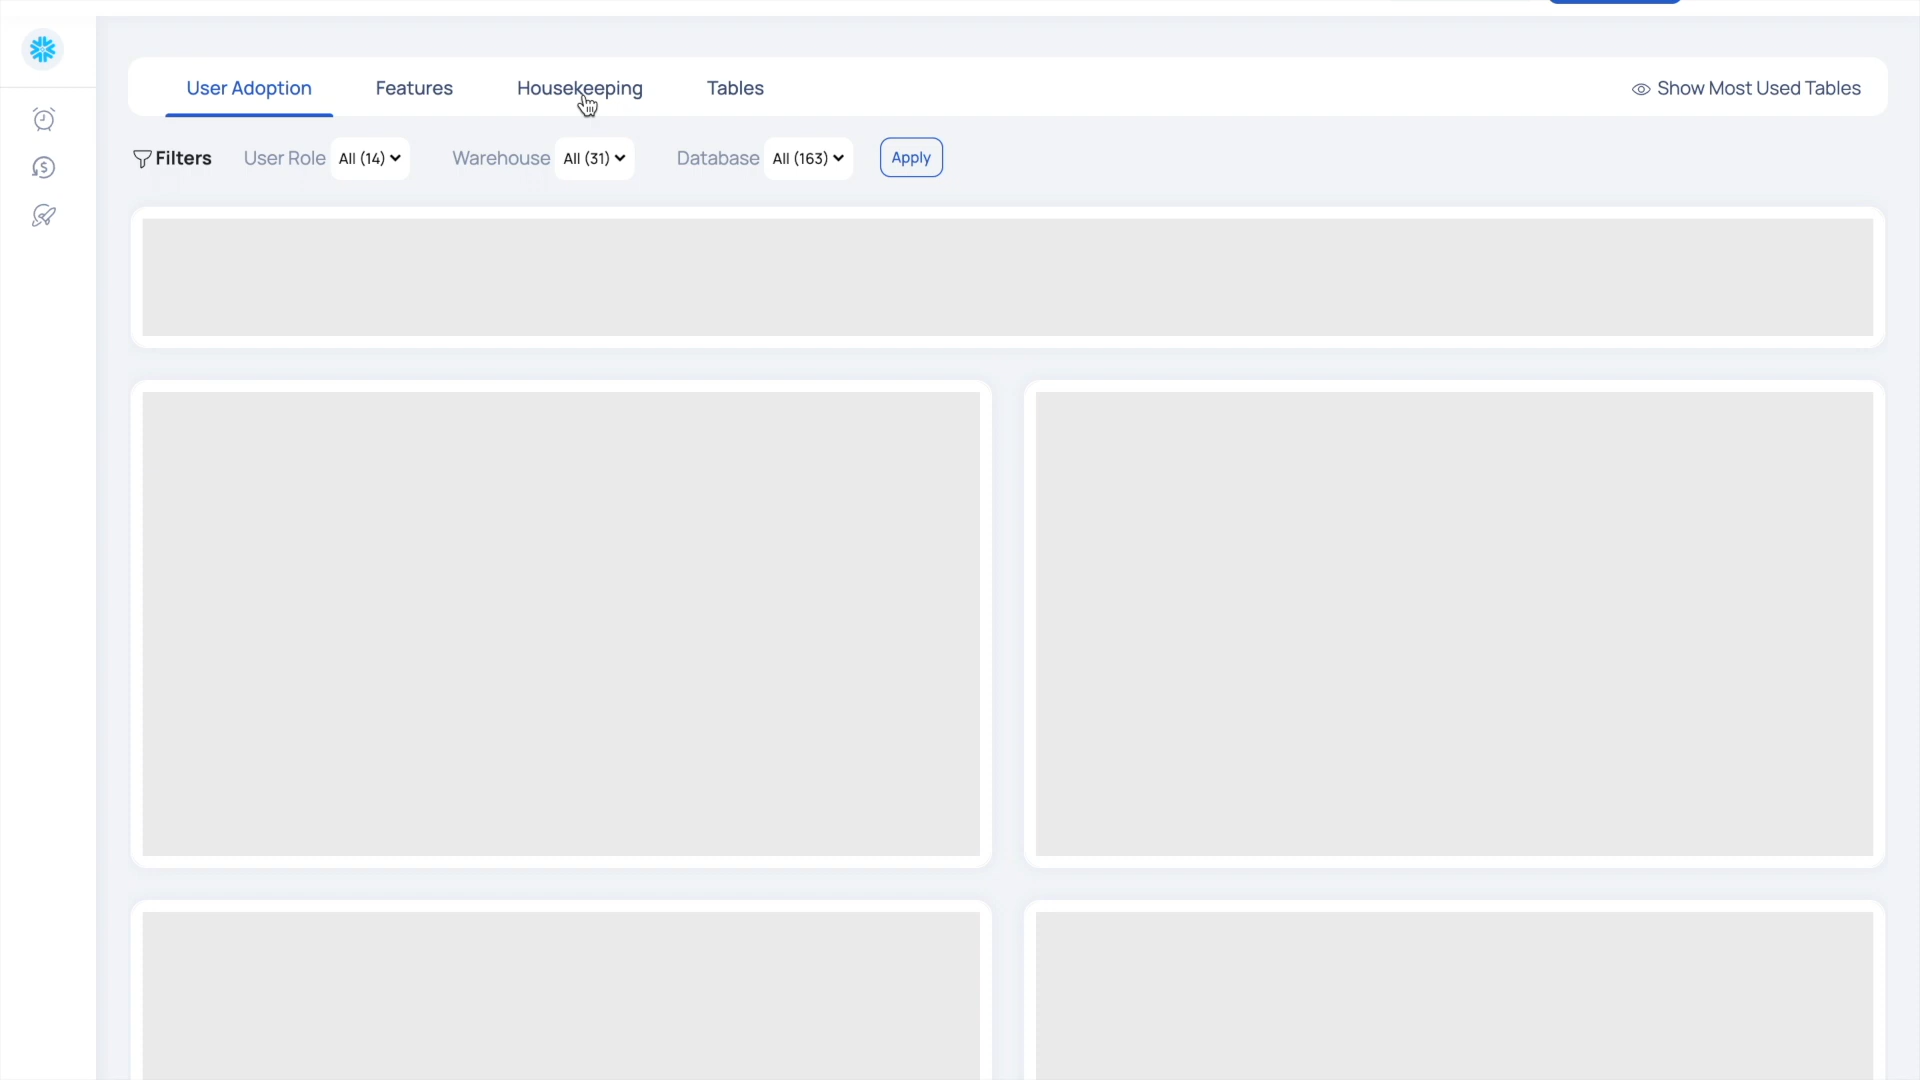 User Adoption Features Housekeeping Tables Show Most Used Tables
Filters User Role All (14) Warehouse All (31) Database All (163) Apply